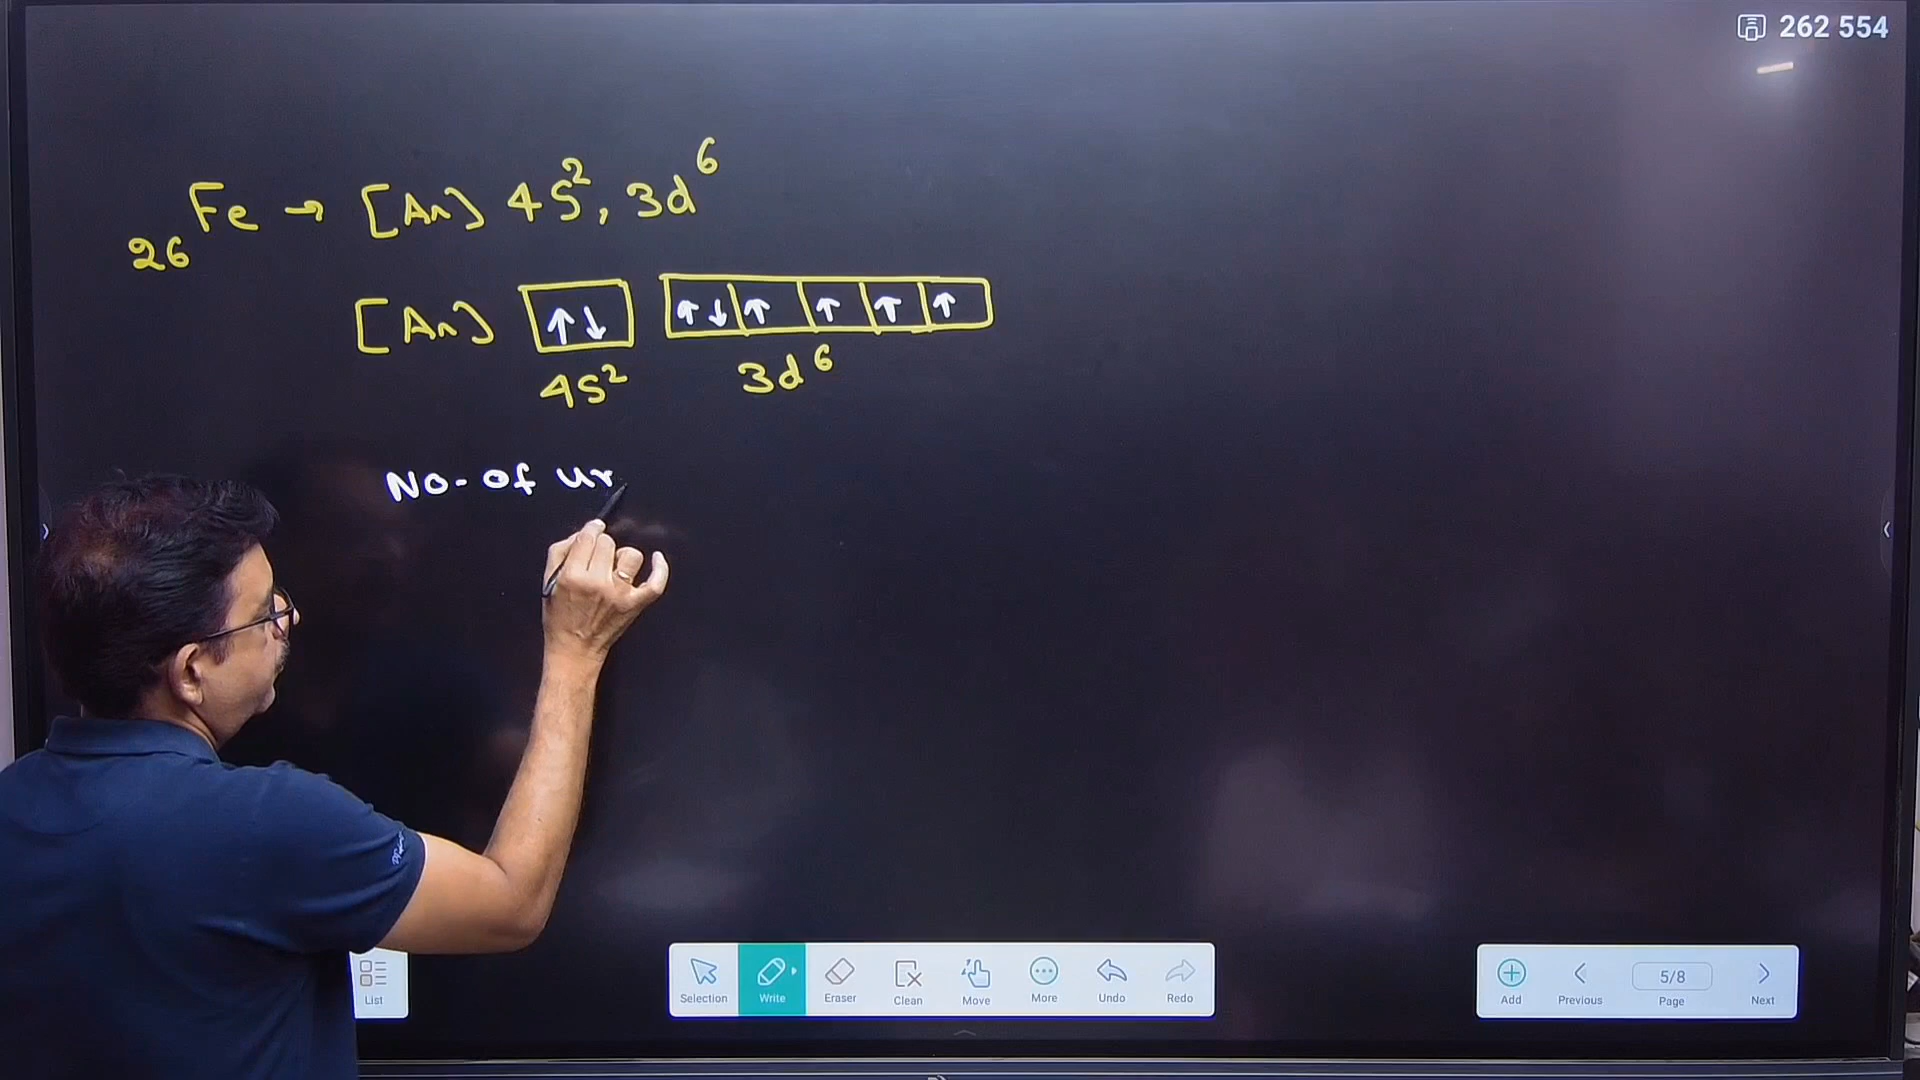 262 554
₂₆Fe → [Ar] 4S², 3d⁶
[Ar] ↑↓ ↑↓ ↑ ↑ ↑ ↑
4S² 3d⁶
No. of un
List
Selection Write Eraser Clean Move More Undo Redo
Add Previous 5/8 Page Next